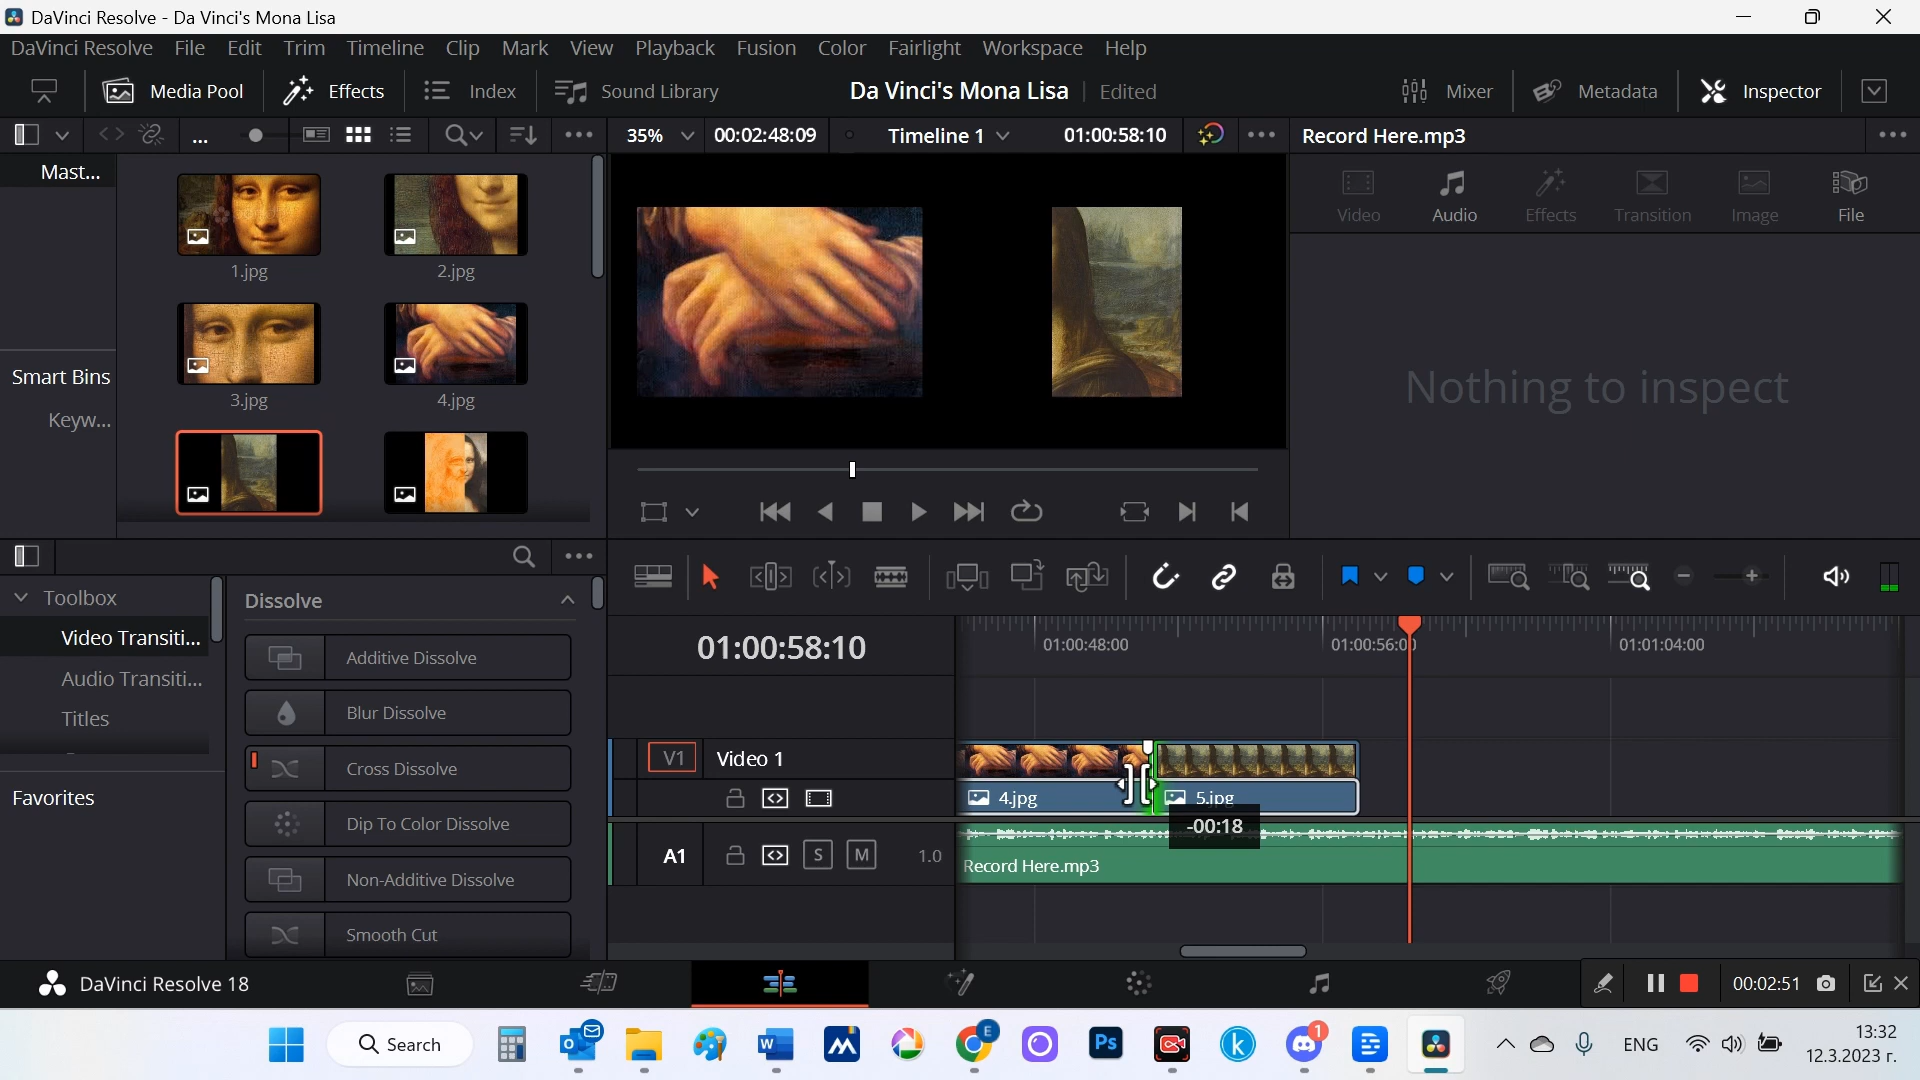 DaVinci Resolve - Da Vinci's Mona Lisa
DaVinci Resolve File Edit Trim Timeline Clip Mark View Playback Fusion Color Fairlight Workspace Help
Media Pool Effects Index Sound Library Da Vinci's Mona Lisa Edited Mixer Metadata Inspector
... 35% 00:02:48:09 Timeline 1 01:00:58:10 Record Here.mp3
Mast...
Video Audio Effects Transition Image File
1.jpg 2.jpg
Smart Bins
Keyw...
3.jpg 4.jpg
Nothing to inspect
Toolbox
Video Transiti...
Audio Transiti...
Titles
Favorites
Dissolve
Additive Dissolve
Blur Dissolve
Cross Dissolve
Dip To Color Dissolve
Non-Additive Dissolve
Smooth Cut
01:00:58:10
01:00:48:00 01:00:56:00 01:01:04:00
V1 Video 1
4.jpg 5.jpg
-00:18
A1 S M 1.0
Record Here.mp3
DaVinci Resolve 18
00:02:51
Search
W E Ps k 1
ENG
13:32
12.3.2023 г.